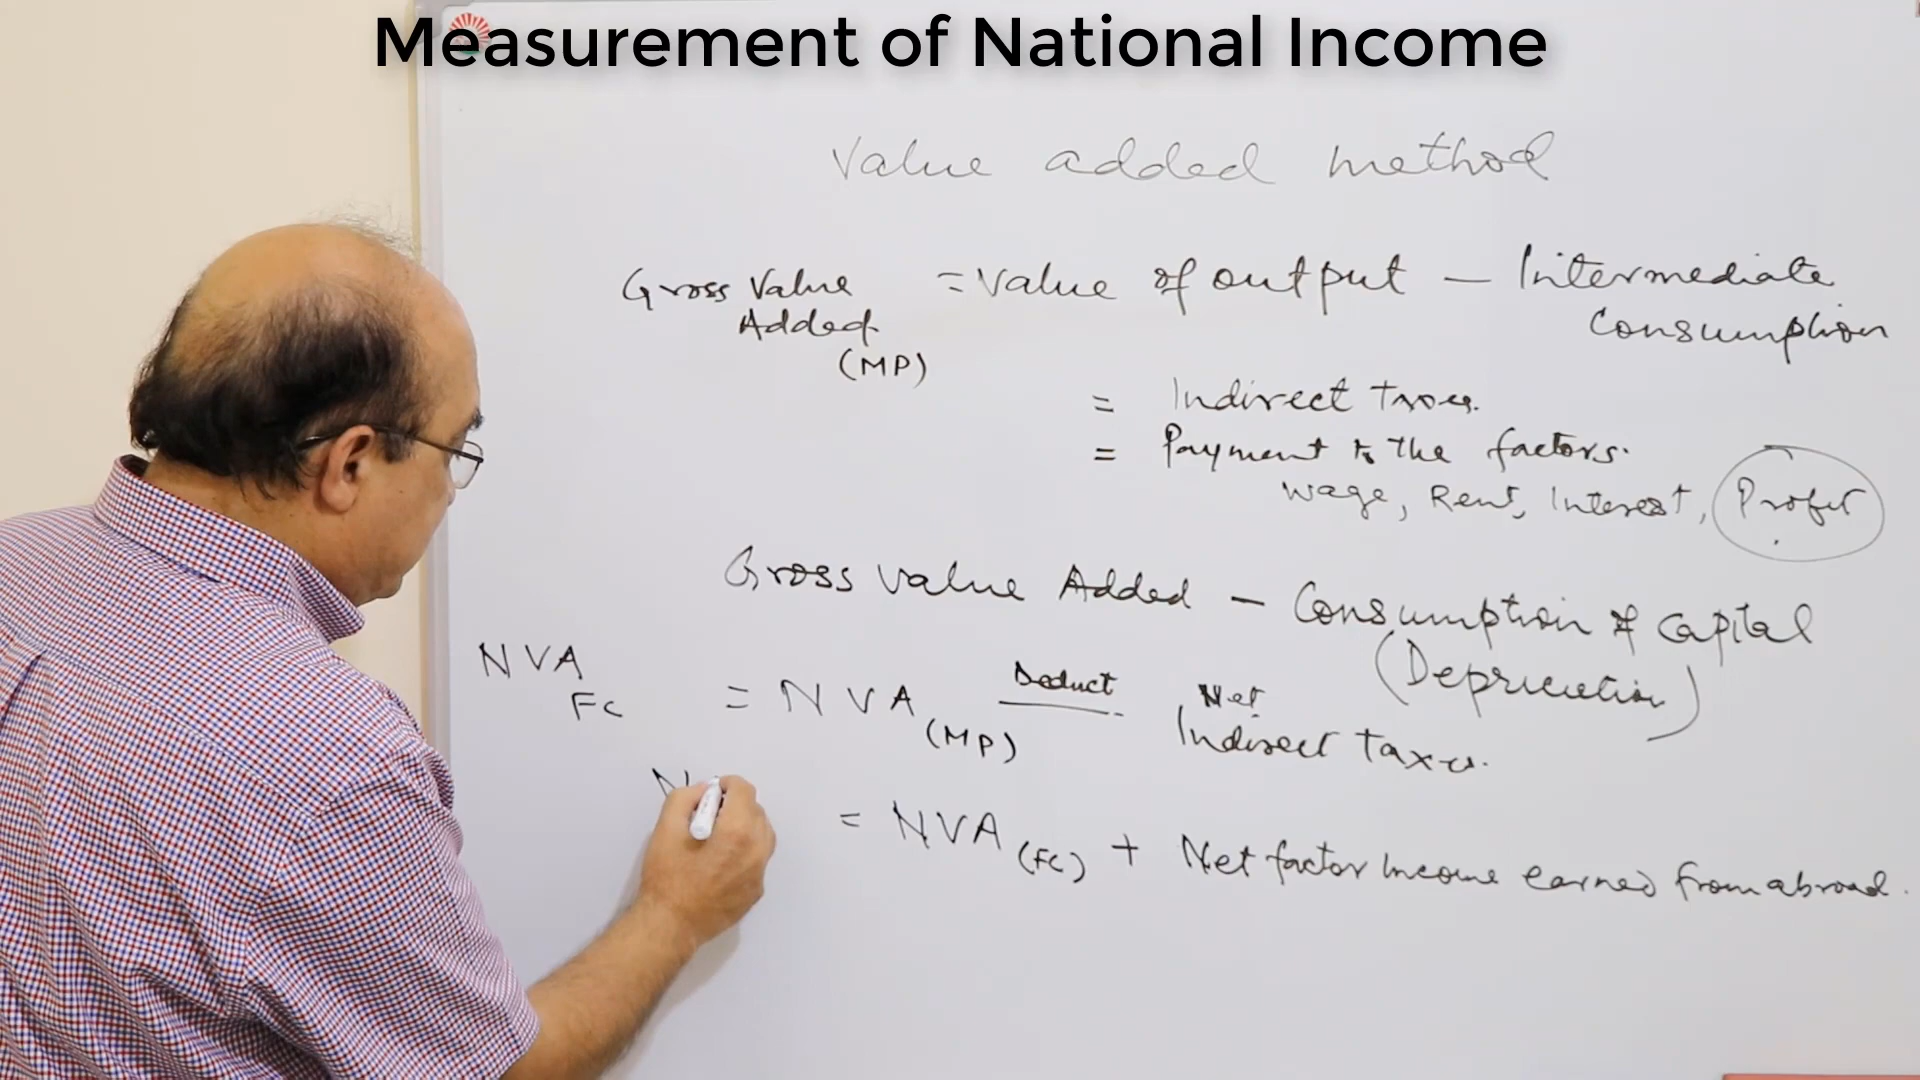 Measurement of National Income
Value added method
Gross Value = Value of output - Intermediate
Added Consumption
(MP)
= Indirect Taxes.
= Payment to the factors.
Wage, Rent, Interest, Profit
Gross Value Added - Consumption of Capital
NVA (Depreciation)
FC = NVA (MP) Deduct Net
Indirect Taxes.
N
= NVA (FC) + Net factor Income earned from abroad.